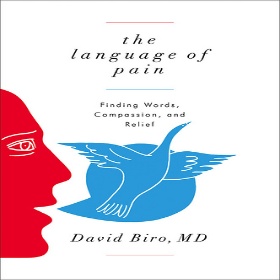 the
language of
pain
Finding Words,
Compassion, and
Relief
David Biro, MD